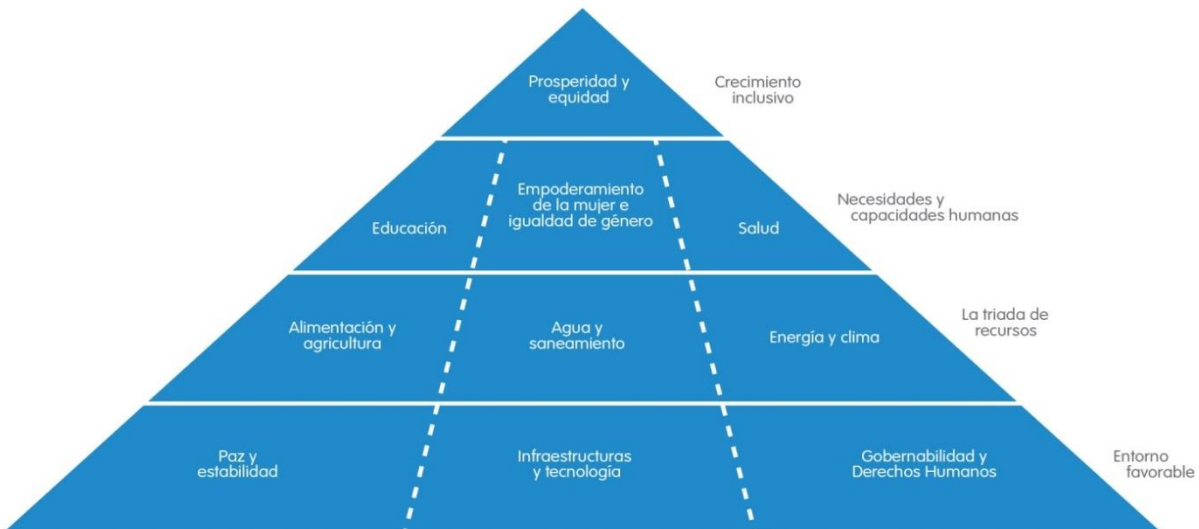 Prosperidad y
equidad
Crecimiento
inclusivo
Educación
Empoderamiento
de la mujer e
igualdad de género
Salud
Necesidades y
capacidades humanas
Alimentación y
agricultura
Agua y
saneamiento
Energía y clima
La triada de
recursos
Paz y
estabilidad
Infraestructuras
y tecnología
Gobernabilidad y
Derechos Humanos
Entorno
favorable